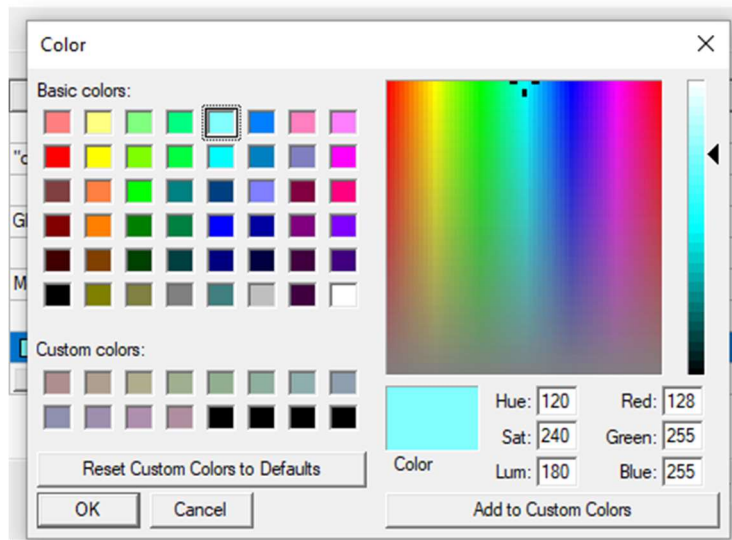 Color
Basic colors:
Custom colors:
Reset Custom Colors to Defaults
OK Cancel
Color
Hue: 120 Red: 128
Sat: 240 Green: 255
Lum: 180 Blue: 255
Add to Custom Colors